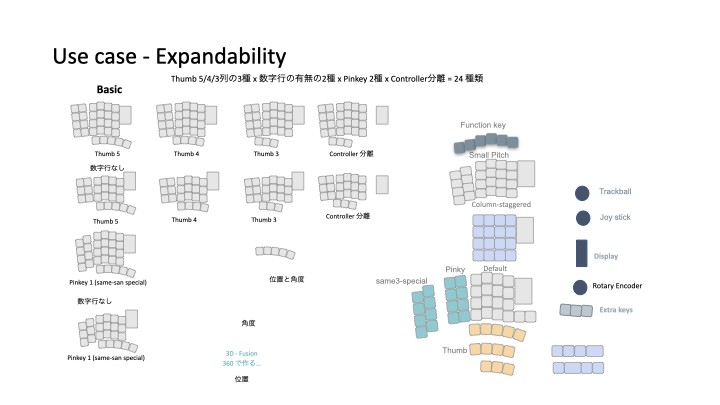 Use case - Expandability
Thumb 5/4/3列の3種 x 数字行の有無の2種 x Pinkey 2種 x Controller分離 = 24 種類
Basic
Thumb 5
Thumb 4
Thumb 3
Controller 分離
数字行なし
Thumb 5
Thumb 4
Thumb 3
Controller 分離
Pinkey 1 (same-san special)
数字行なし
Pinkey 1 (same-san special)
位置と角度
角度
3D - Fusion
360 で作る...
位置
Function key
Small Pitch
Column-staggered
Default
Pinky
same3-special
Thumb
Trackball
Joy stick
Display
Rotary Encoder
Extra keys